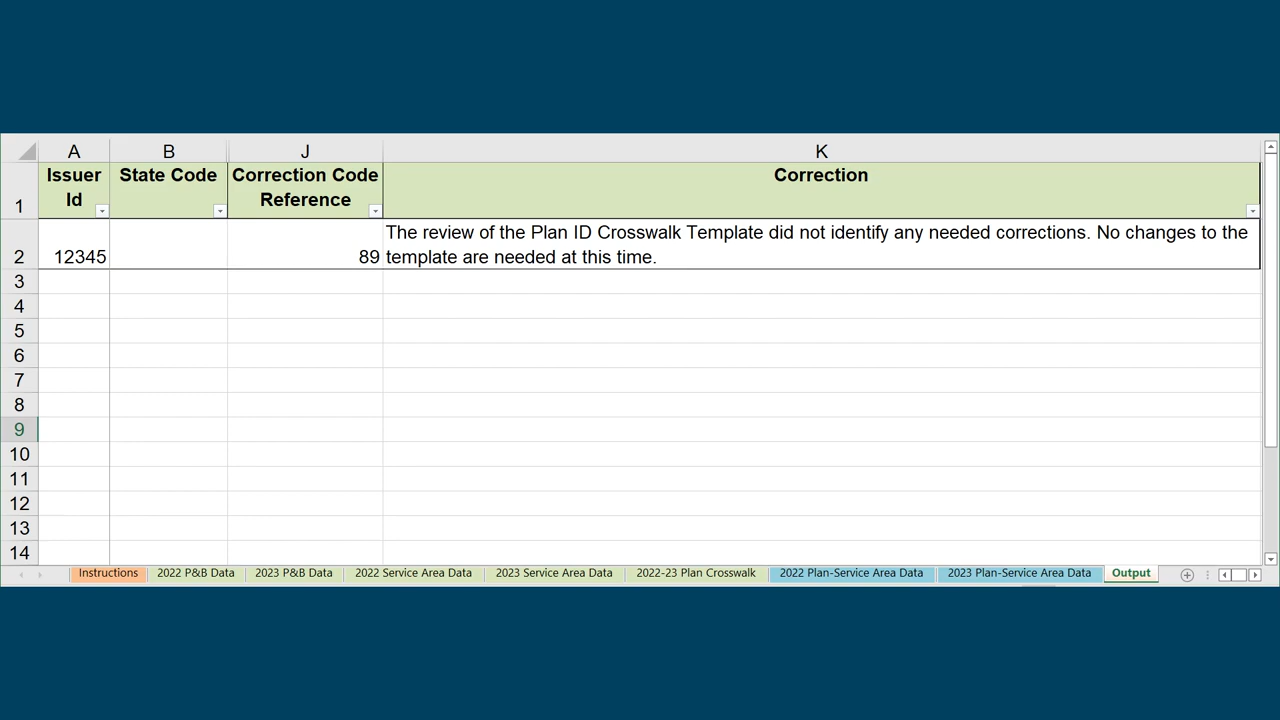 A B J K
1 Issuer Id State Code Correction Code Reference Correction
2 12345 89 The review of the Plan ID Crosswalk Template did not identify any needed corrections. No changes to the
template are needed at this time.
3
4
5
6
7
8
9
10
11
12
13
14
Instructions 2022 P&B Data 2023 P&B Data 2022 Service Area Data 2023 Service Area Data 2022-23 Plan Crosswalk 2022 Plan-Service Area Data 2023 Plan-Service Area Data Output